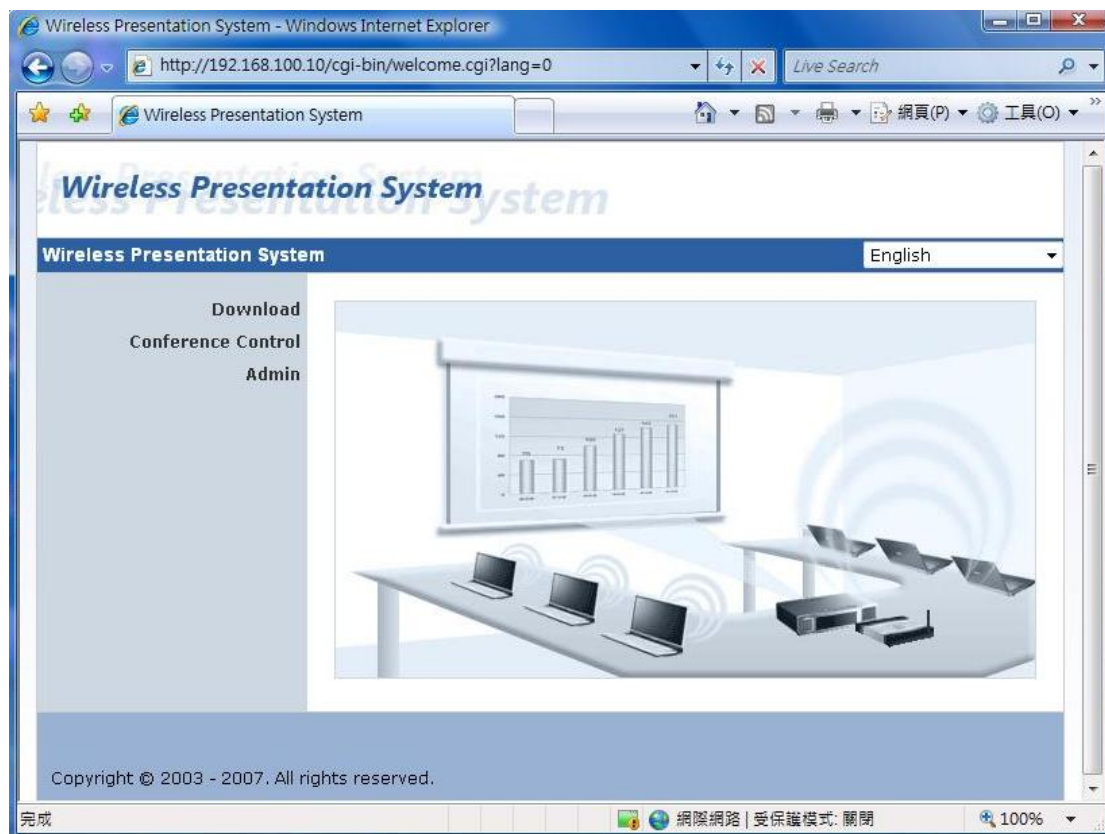 Wireless Presentation System - Windows Internet Explorer
http://192.168.100.10/cgi-bin/welcome.cgi?lang=0
Live Search
Wireless Presentation System
網頁(P)
工具(O)
Wireless Presentation System
Wireless Presentation System
English
Download
Conference Control
Admin
Copyright © 2003 - 2007. All rights reserved.
完成
網際網路 | 受保護模式: 關閉
100%